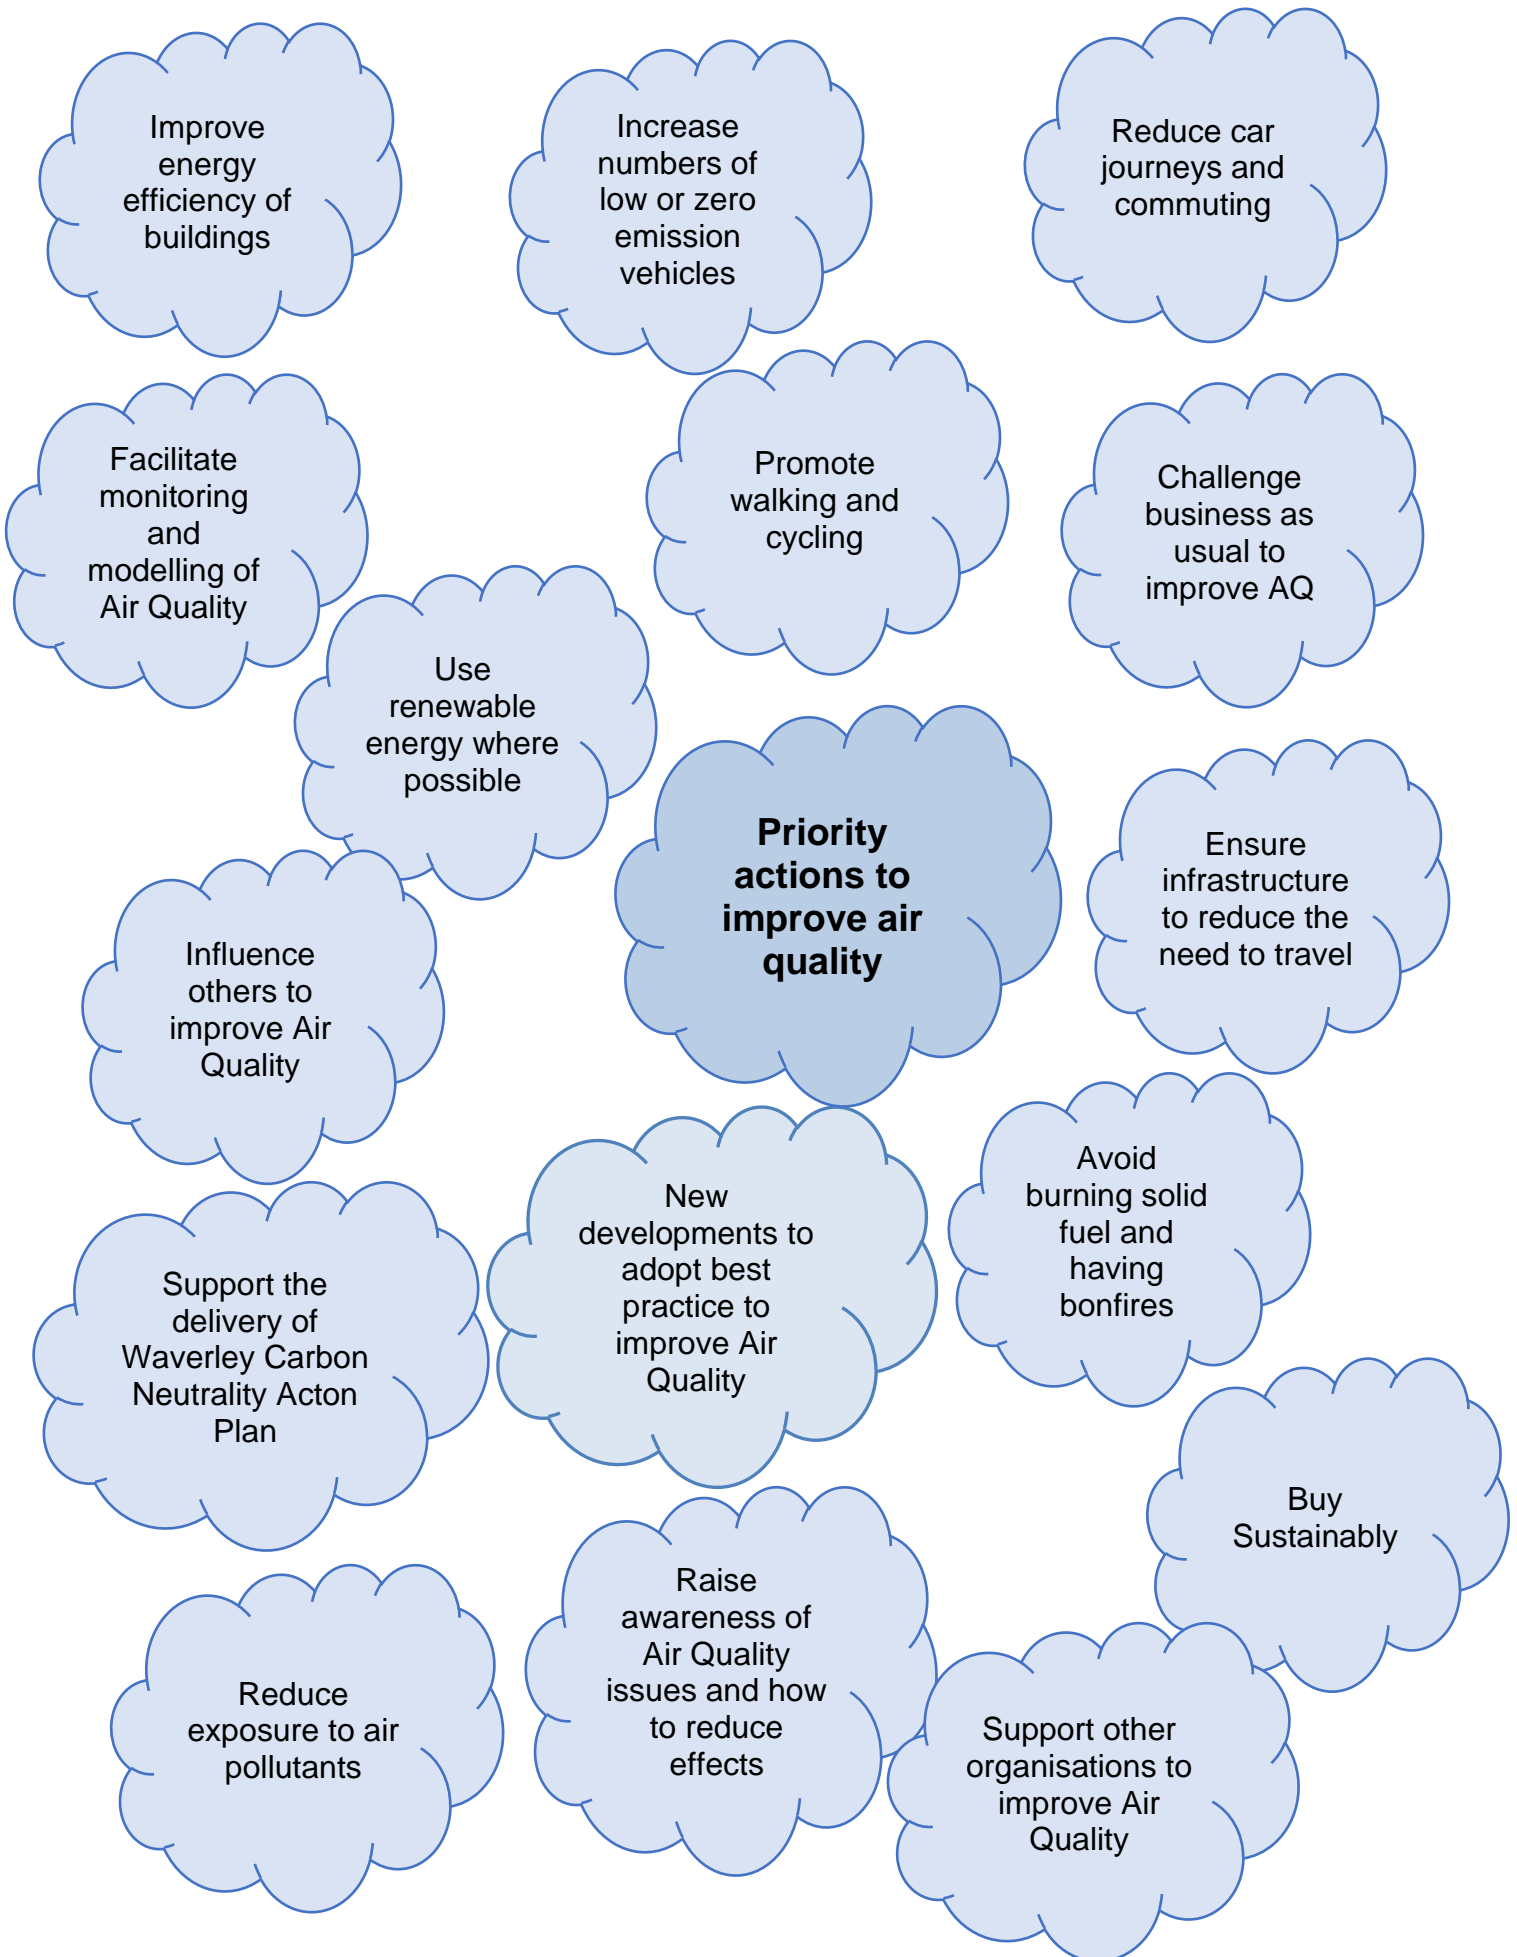 Improve
energy
efficiency of
buildings
Increase
numbers of
low or zero
emission
vehicles
Reduce car
journeys and
commuting
Facilitate
monitoring
and
modelling of
Air Quality
Promote
walking and
cycling
Challenge
business as
usual to
improve AQ
Use
renewable
energy where
possible
Priority
actions to
improve air
quality
Ensure
infrastructure
to reduce the
need to travel
Influence
others to
improve Air
Quality
New
developments to
adopt best
practice to
improve Air
Quality
Avoid
burning solid
fuel and
having
bonfires
Support the
delivery of
Waverley Carbon
Neutrality Acton
Plan
Buy
Sustainably
Raise
awareness of
Air Quality
issues and how
to reduce
effects
Reduce
exposure to air
pollutants
Support other
organisations to
improve Air
Quality